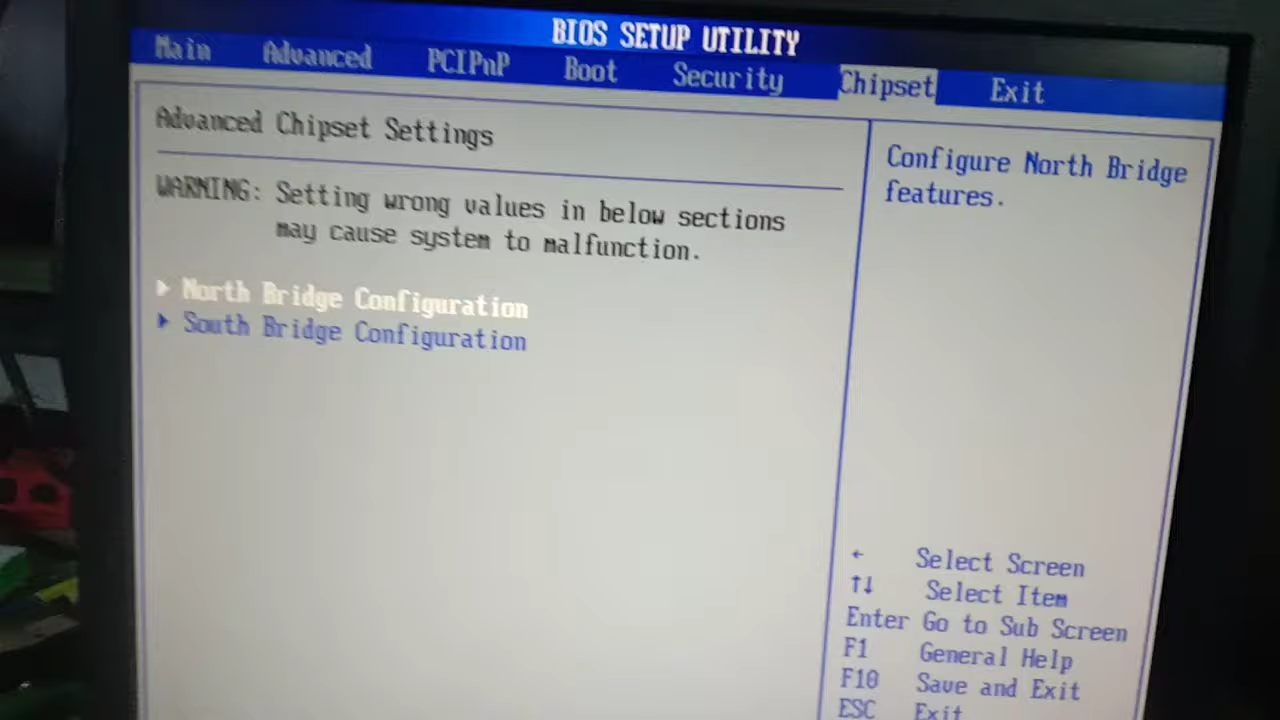 BIOS SETUP UTILITY
Main Advanced PCIPnP Boot Security Chipset Exit
Advanced Chipset Settings
WARNING: Setting wrong values in below sections
may cause system to malfunction.
North Bridge Configuration
South Bridge Configuration
Configure North Bridge
features.
← Select Screen
↑↓ Select Item
Enter Go to Sub Screen
F1 General Help
F10 Save and Exit
ESC Exit